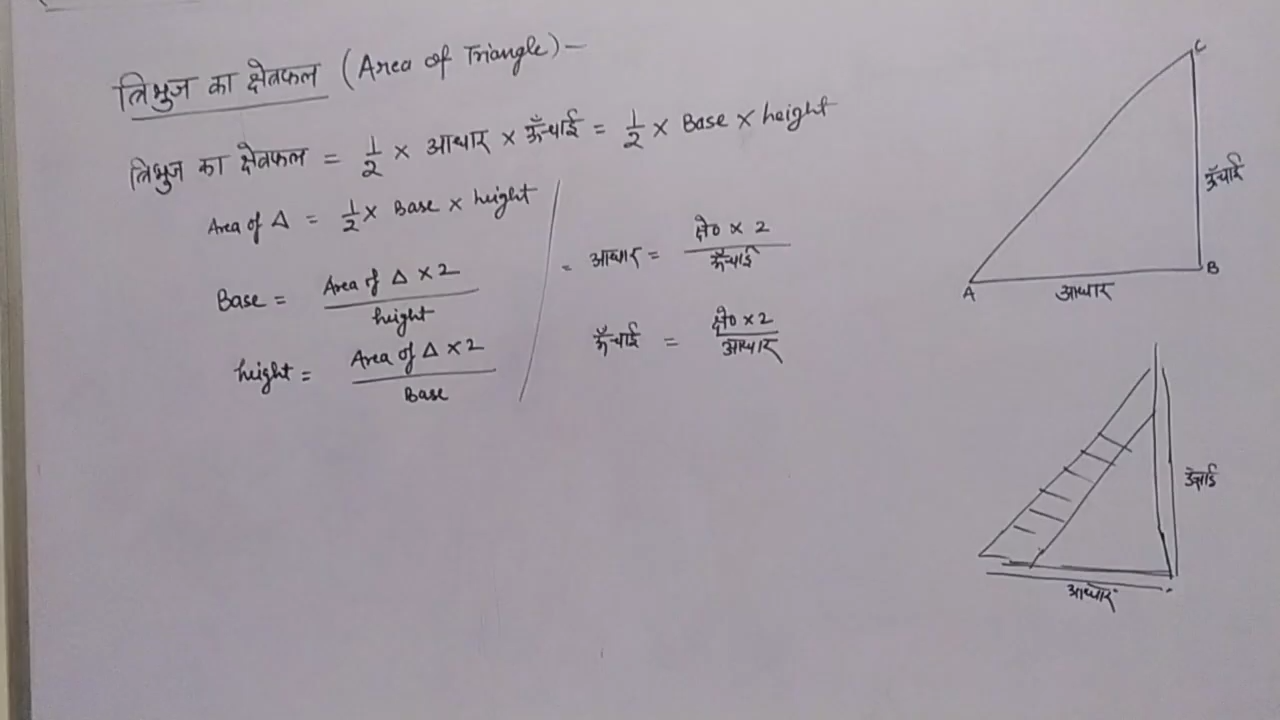 त्रिभुज का क्षेत्रफल (Area of Triangle) –
त्रिभुज का क्षेत्रफल = 1/2 × आधार × ऊँचाई = 1/2 × Base × height
Area of Δ = 1/2 × Base × height
Base = Area of Δ × 2 / height
height = Area of Δ × 2 / Base
= आधार = क्षे० × 2 / ऊँचाई
ऊँचाई = क्षे० × 2 / आधार
C
ऊँचाई
A
B
आधार
आधार